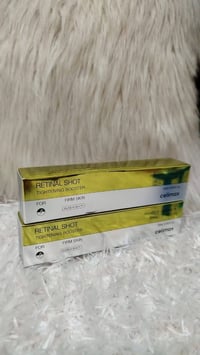 RETINAL SHOT
TIGHTENING BOOSTER
FOR
FIRM SKIN
celimax
RETINAL SHOT
TIGHTENING BOOSTER
FOR
FIRM SKIN
celimax